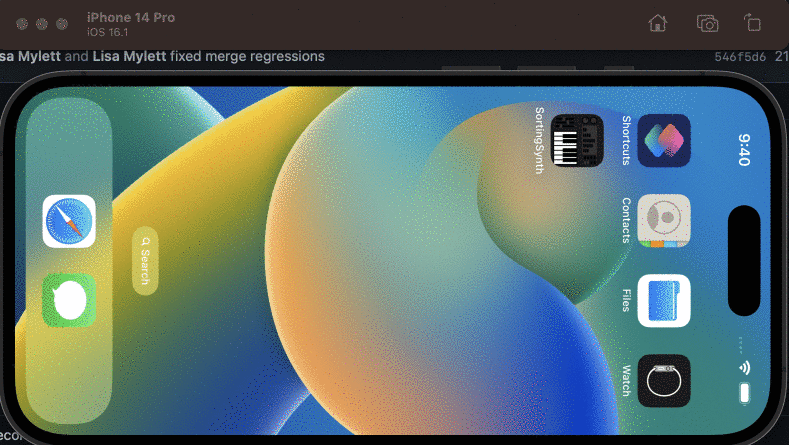 iPhone 14 Pro
iOS 16.1
sa Mylett and Lisa Mylett fixed merge regressions 546f5d6 21
9:40
Shortcuts
Contacts
Files
Watch
SortingSynth
Search